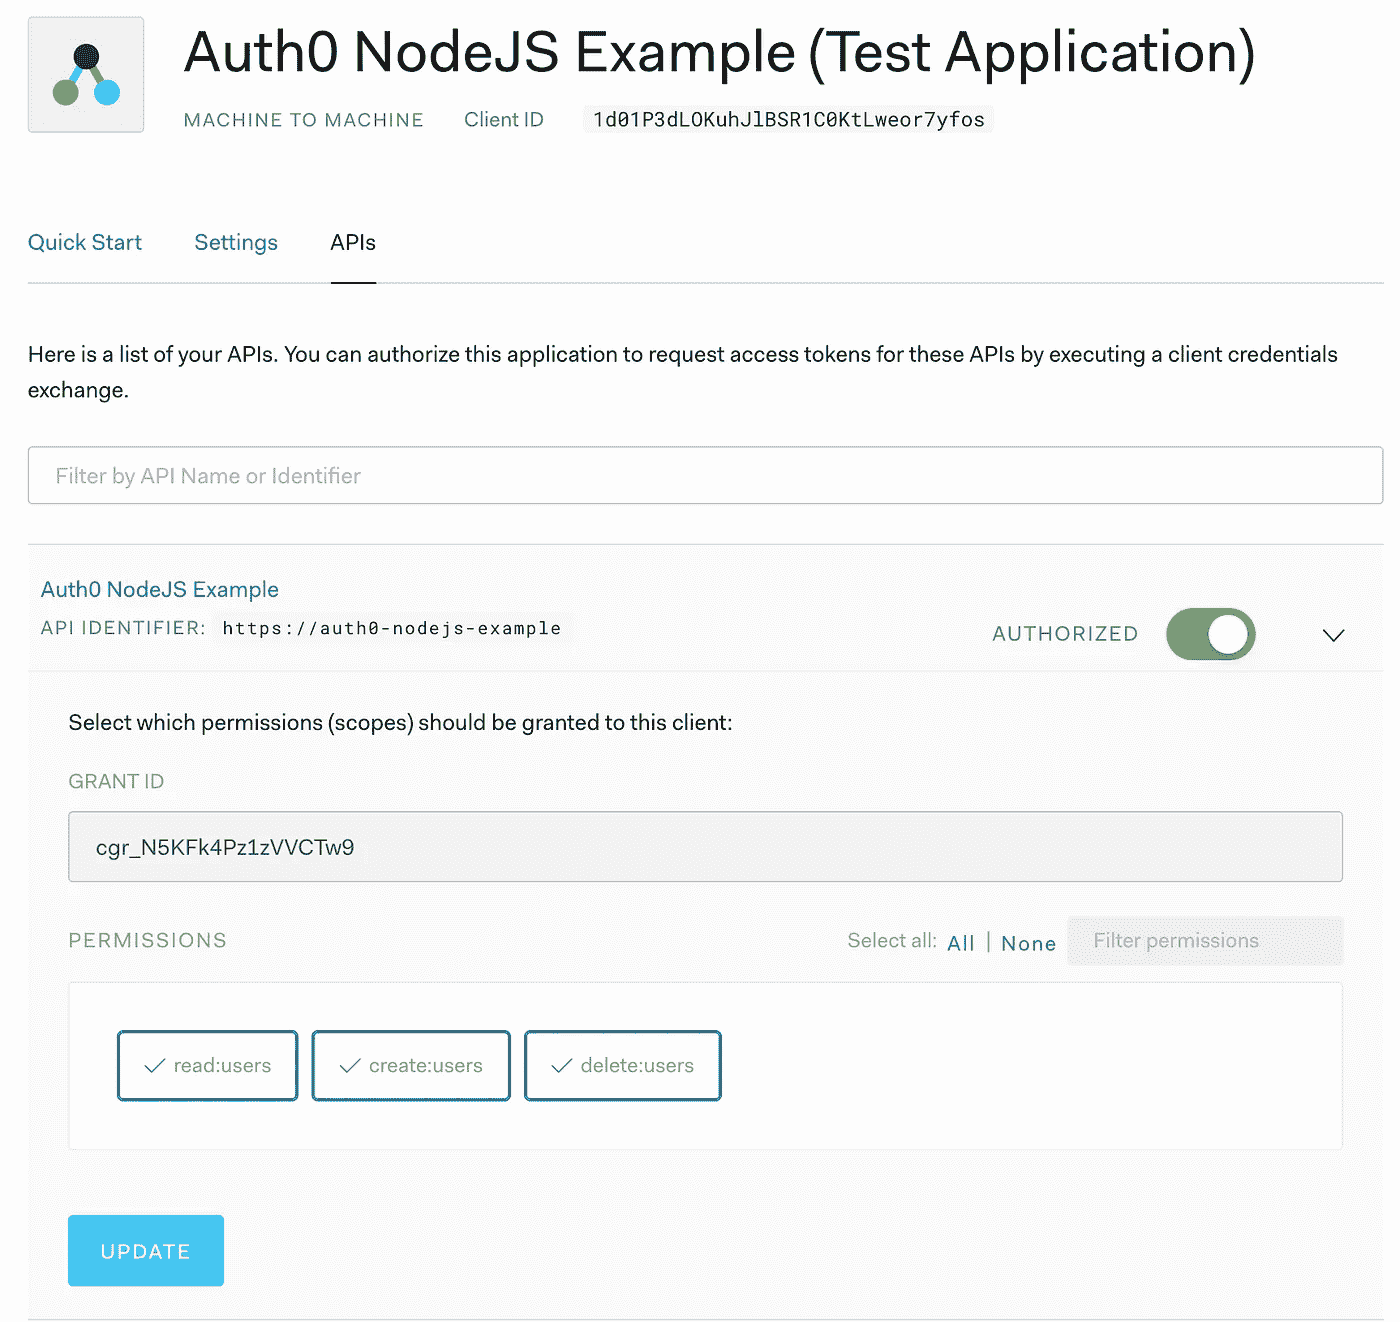 Auth0 NodeJS Example (Test Application)
MACHINE TO MACHINE Client ID 1d01P3dLOKuhJlBSR1C0KtLweor7yfos
Quick Start Settings APIs
Here is a list of your APIs. You can authorize this application to request access tokens for these APIs by executing a client credentials
exchange.
Filter by API Name or Identifier
Auth0 NodeJS Example
API IDENTIFIER: https://auth0-nodejs-example
AUTHORIZED
Select which permissions (scopes) should be granted to this client:
GRANT ID
cgr_N5KFk4Pz1zVVCTw9
PERMISSIONS Select all: All | None Filter permissions
read:users create:users delete:users
UPDATE